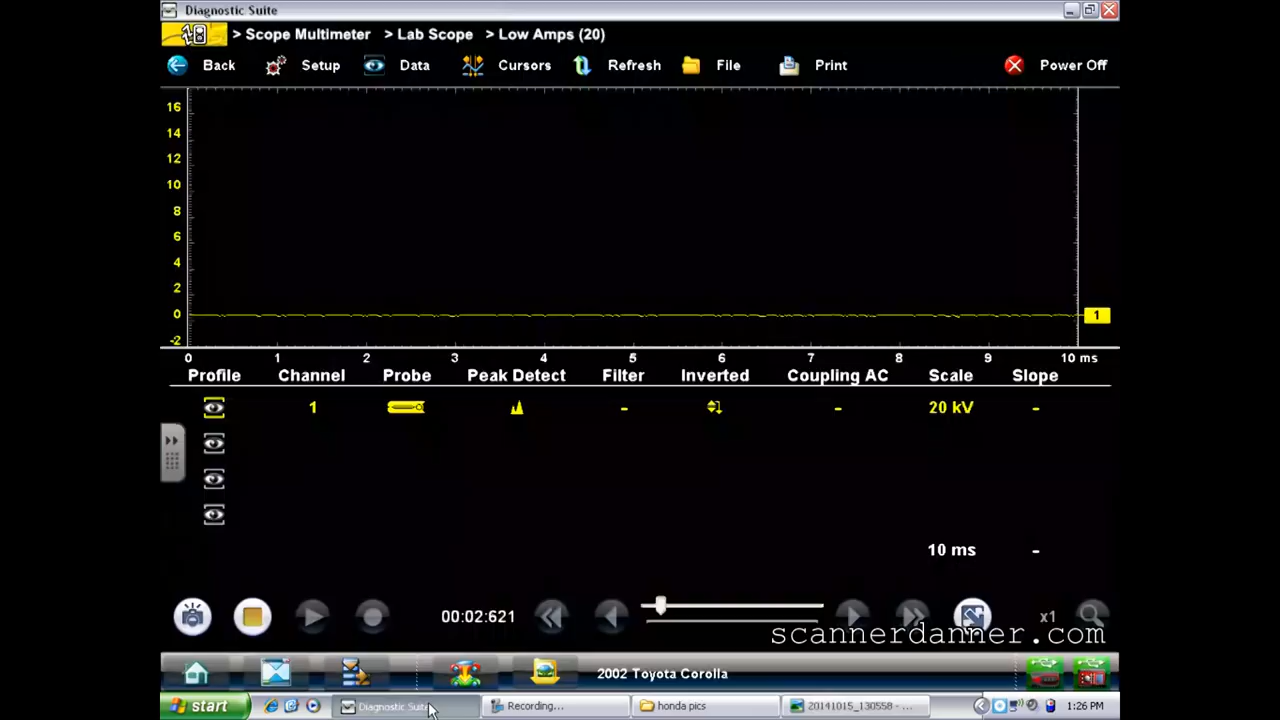 Diagnostic Suite
> Scope Multimeter > Lab Scope > Low Amps (20)
Back Setup Data Cursors Refresh File Print Power Off
16
14
12
10
8
6
4
2
0
-2
1
0 1 2 3 4 5 6 7 8 9 10 ms
Profile Channel Probe Peak Detect Filter Inverted Coupling AC Scale Slope
1 - - 20 kV -
10 ms -
00:02:621 x1
scannerdanner.com
2002 Toyota Corolla
start Diagnostic Suite Recording... honda pics 20141015_130558 - ... 1:26 PM